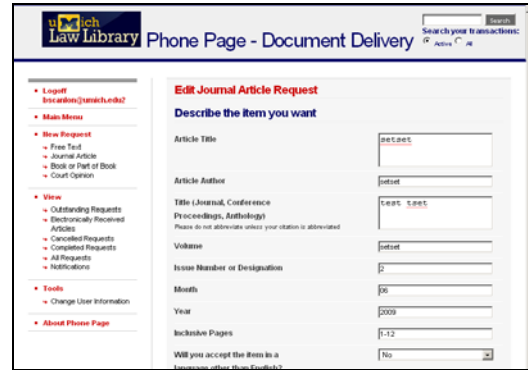 uMich
Law Library
Phone Page - Document Delivery
Search
Search your transactions:
Active All
Logoff
bscanlon@umich.edu?
Main Menu
New Request
Free Text
Journal Article
Book or Part of Book
Court Opinion
View
Outstanding Requests
Electronically Received
Articles
Cancelled Requests
Completed Requests
All Requests
Notifications
Tools
Change User Information
About Phone Page
Edit Journal Article Request
Describe the item you want
Article Title
setset
Article Author
setset
Title (Journal, Conference
Proceedings, Anthology)
Please do not abbreviate unless your citation is abbreviated
test tset
Volume
setset
Issue Number or Designation
2
Month
06
Year
2009
Inclusive Pages
1-12
Will you accept the item in a
language other than English?
No